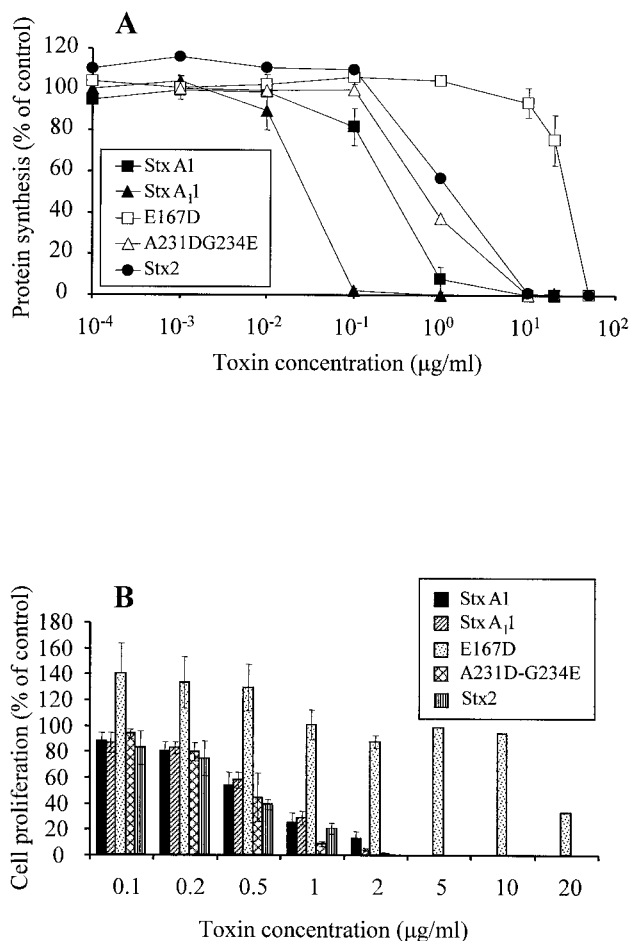 A
Protein synthesis (% of control)
120
100
80
60
40
20
0
Stx A1
Stx A₁1
E167D
A231DG234E
Stx2
10⁻⁴ 10⁻³ 10⁻² 10⁻¹ 10⁰ 10¹ 10²
Toxin concentration (µg/ml)
B
Cell proliferation (% of control)
180
160
140
120
100
80
60
40
20
0
Stx A1
Stx A₁1
E167D
A231D-G234E
Stx2
0.1 0.2 0.5 1 2 5 10 20
Toxin concentration (µg/ml)